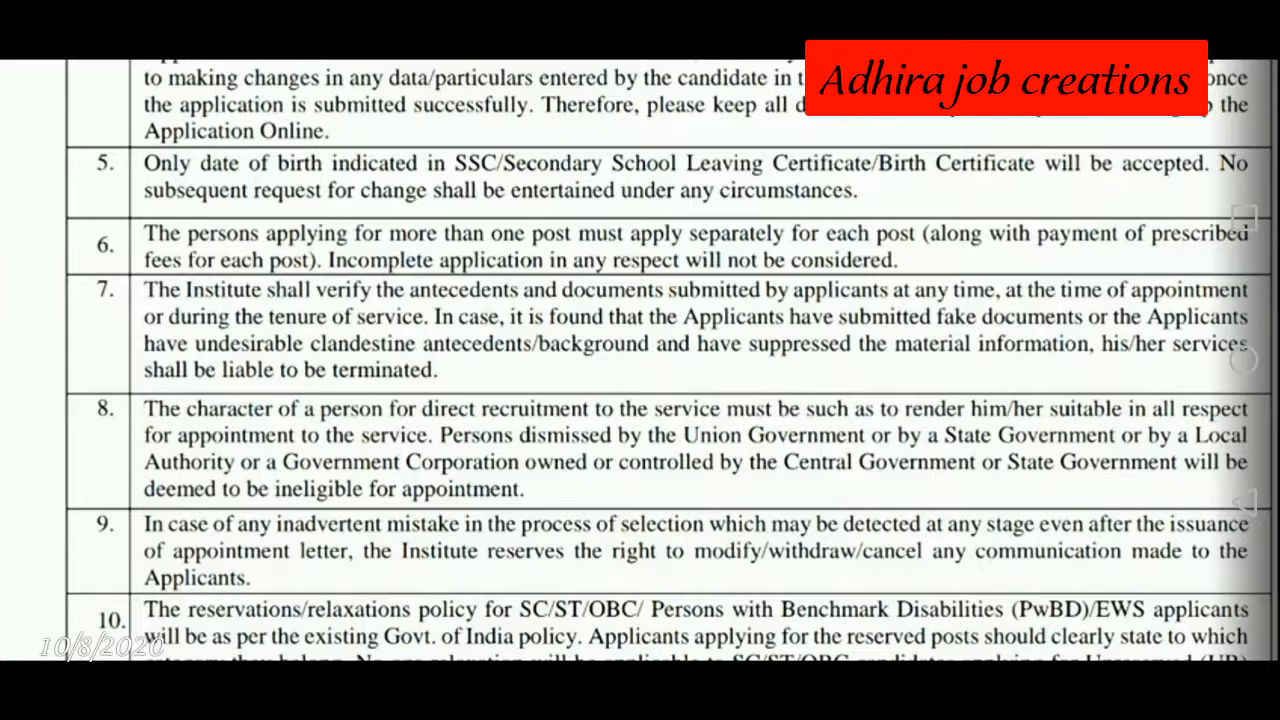 Adhira job creations
to making changes in any data/particulars entered by the candidate in once
the application is submitted successfully. Therefore, please keep all the
Application Online.
5. Only date of birth indicated in SSC/Secondary School Leaving Certificate/Birth Certificate will be accepted. No
subsequent request for change shall be entertained under any circumstances.
6. The persons applying for more than one post must apply separately for each post (along with payment of prescribed
fees for each post). Incomplete application in any respect will not be considered.
7. The Institute shall verify the antecedents and documents submitted by applicants at any time, at the time of appointment
or during the tenure of service. In case, it is found that the Applicants have submitted fake documents or the Applicants
have undesirable clandestine antecedents/background and have suppressed the material information, his/her services
shall be liable to be terminated.
8. The character of a person for direct recruitment to the service must be such as to render him/her suitable in all respect
for appointment to the service. Persons dismissed by the Union Government or by a State Government or by a Local
Authority or a Government Corporation owned or controlled by the Central Government or State Government will be
deemed to be ineligible for appointment.
9. In case of any inadvertent mistake in the process of selection which may be detected at any stage even after the issuance
of appointment letter, the Institute reserves the right to modify/withdraw/cancel any communication made to the
Applicants.
10. The reservations/relaxations policy for SC/ST/OBC/ Persons with Benchmark Disabilities (PwBD)/EWS applicants
will be as per the existing Govt. of India policy. Applicants applying for the reserved posts should clearly state to which
10/8/2020